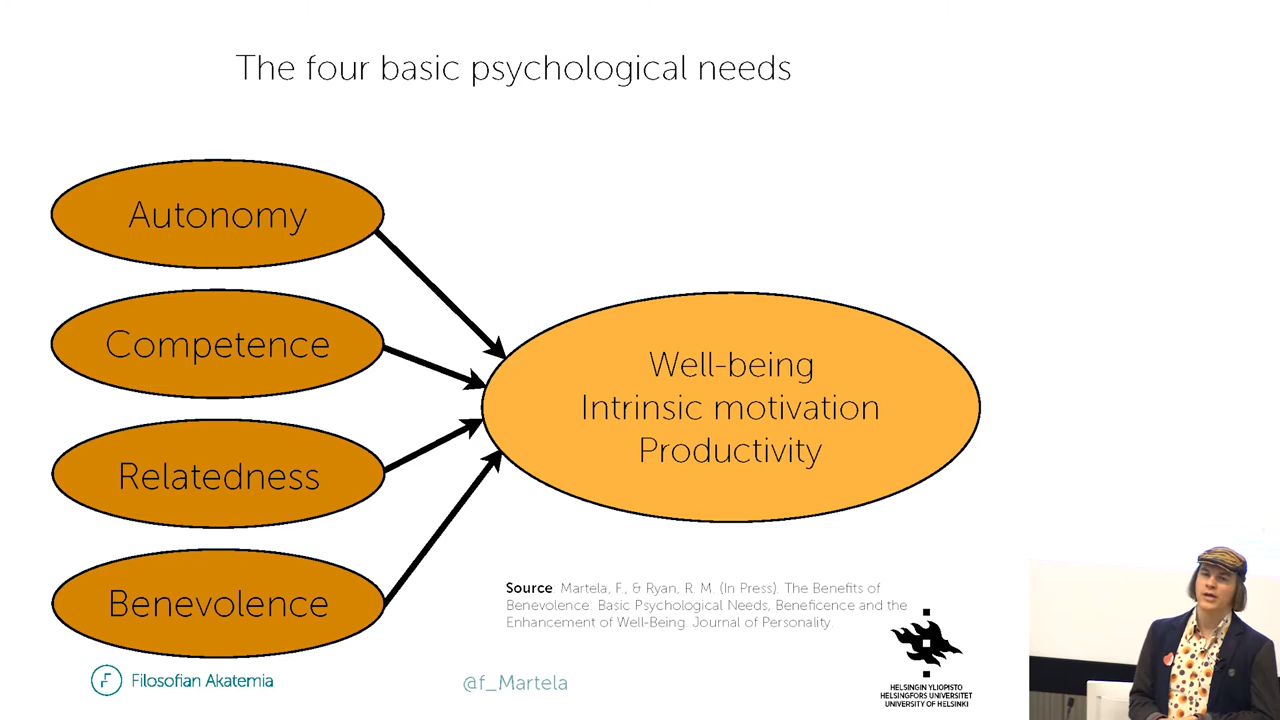 The four basic psychological needs
Autonomy
Competence
Relatedness
Benevolence
Well-being
Intrinsic motivation
Productivity
Source: Martela, F., & Ryan, R. M. (In Press). The Benefits of
Benevolence: Basic Psychological Needs, Beneficence and the
Enhancement of Well-Being. Journal of Personality.
Filosofian Akatemia
@f_Martela
HELSINGIN YLIOPISTO
HELSINGFORS UNIVERSITET
UNIVERSITY OF HELSINKI